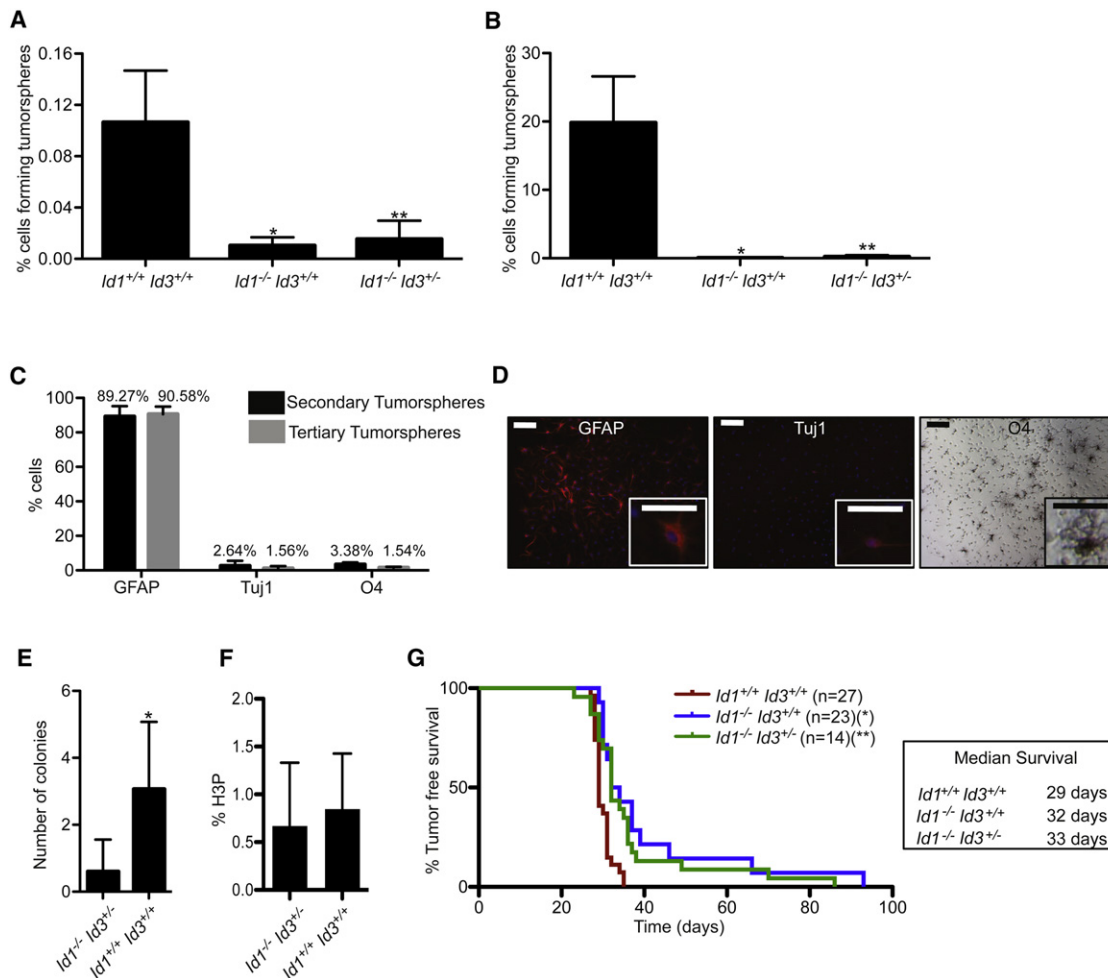 A
% cells forming tumorspheres
0.16
0.12
0.08
0.04
0.00
*
**
Id1+/+ Id3+/+
Id1-/- Id3+/+
Id1-/- Id3+/-
B
% cells forming tumorspheres
30
20
10
0
*
**
Id1+/+ Id3+/+
Id1-/- Id3+/+
Id1-/- Id3+/-
C
% cells
100
80
60
40
20
0
89.27%
90.58%
2.64%
1.56%
3.38%
1.54%
Secondary Tumorspheres
Tertiary Tumorspheres
GFAP
Tuj1
O4
D
GFAP
Tuj1
O4
E
Number of colonies
6
4
2
0
*
Id1-/- Id3+/-
Id1+/+ Id3+/+
F
% H3P
2.0
1.5
1.0
0.5
0.0
Id1-/- Id3+/-
Id1+/+ Id3+/+
G
% Tumor free survival
100
50
0
0
20
40
60
80
100
Time (days)
Id1+/+ Id3+/+ (n=27)
Id1-/- Id3+/+ (n=23)(*)
Id1-/- Id3+/- (n=14)(**)
Median Survival
Id1+/+ Id3+/+ 29 days
Id1-/- Id3+/+ 32 days
Id1-/- Id3+/- 33 days